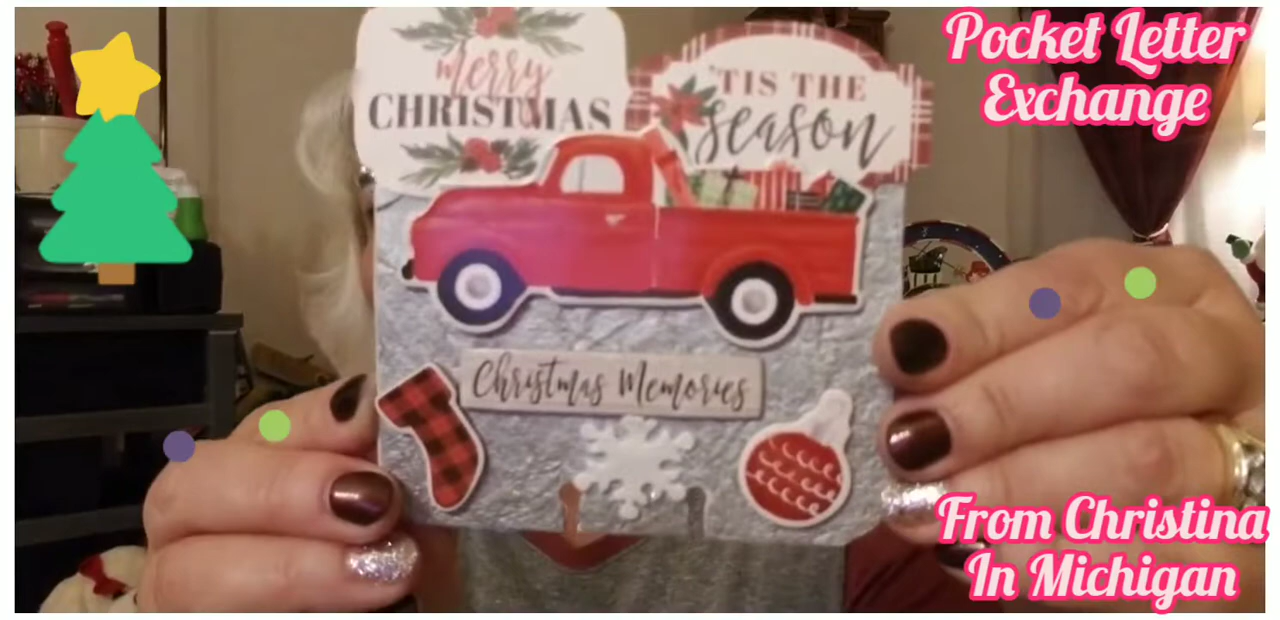 merry
CHRISTMAS
'TIS THE
season
Christmas Memories
Pocket Letter
Exchange
From Christina
In Michigan